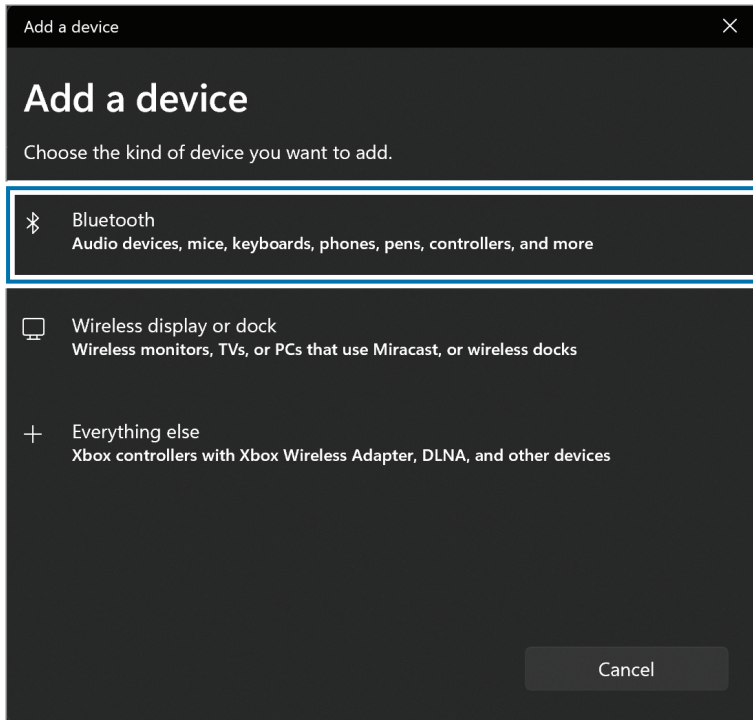 Add a device
Add a device
Choose the kind of device you want to add.
Bluetooth
Audio devices, mice, keyboards, phones, pens, controllers, and more
Wireless display or dock
Wireless monitors, TVs, or PCs that use Miracast, or wireless docks
Everything else
Xbox controllers with Xbox Wireless Adapter, DLNA, and other devices
Cancel